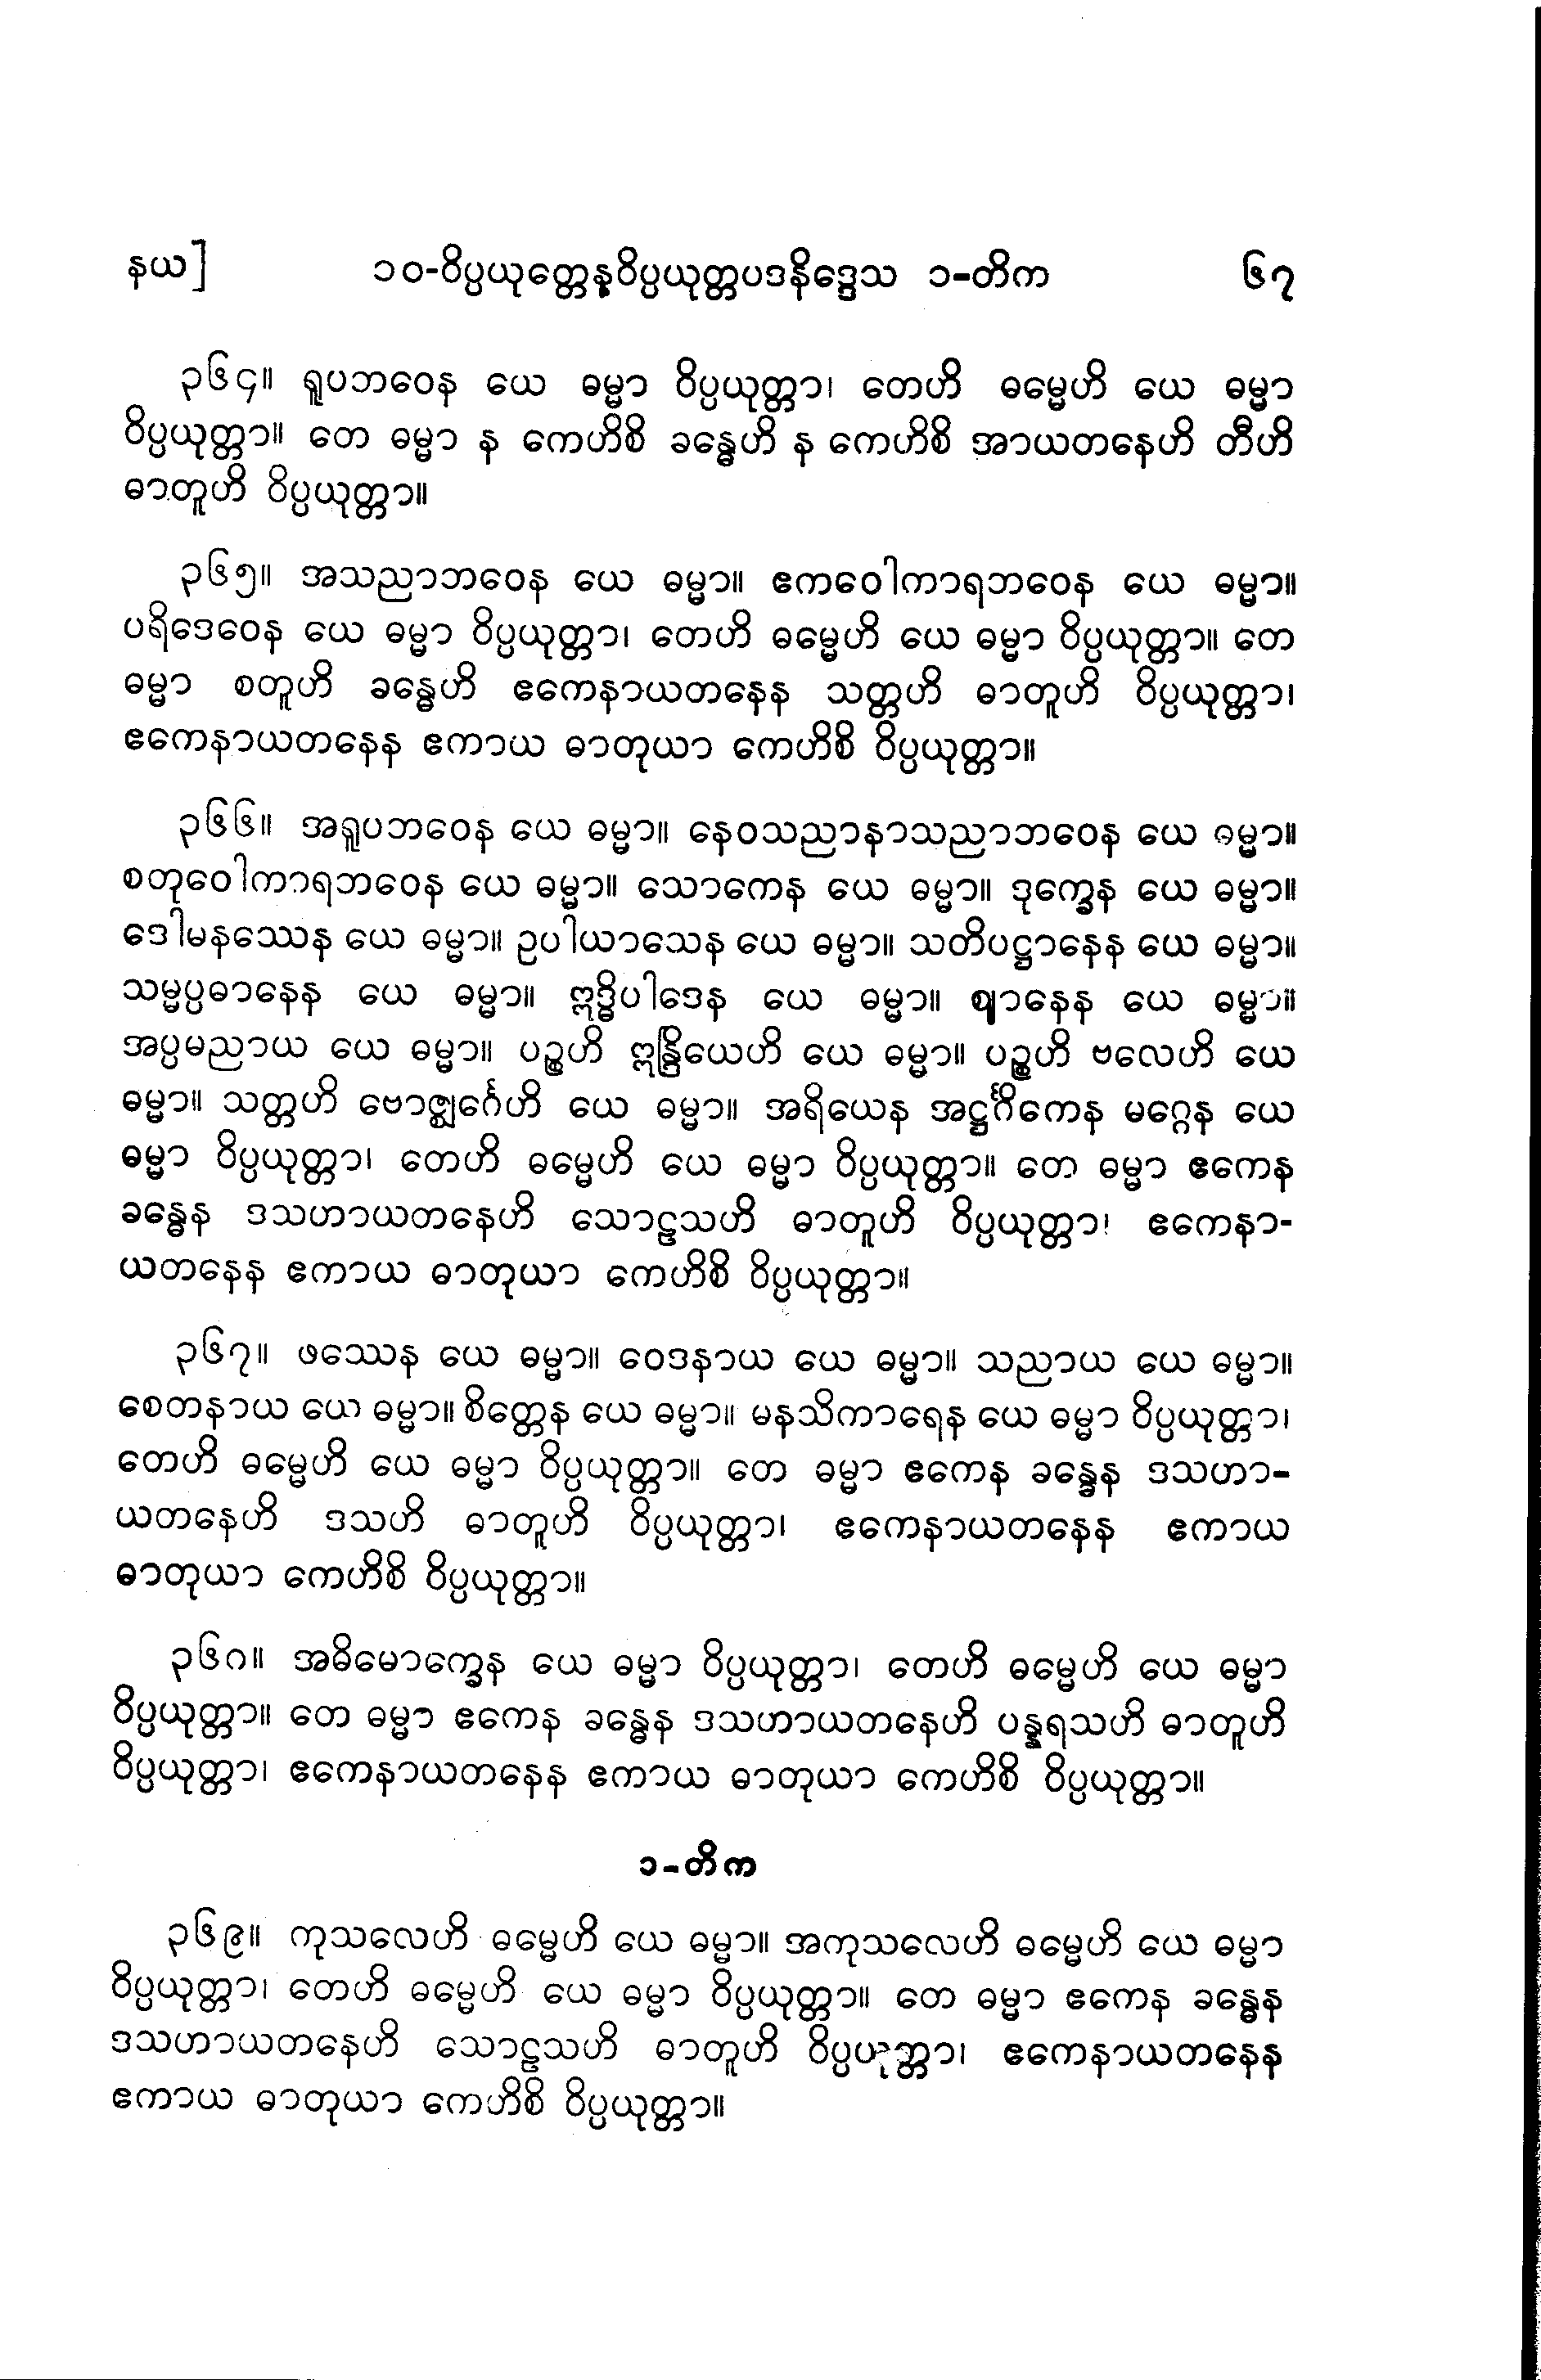 နယ] ၁၀-ဝိပ္ပယုတ္တေနဝိပ္ပယုတ္တပဒနိဒ္ဒေသ ၁-တိက ၆၇
၃၆၄။ ရူပဘဝေန ယေ ဓမ္မာ ဝိပ္ပယုတ္တာ၊ တေဟိ ဓမ္မေဟိ ယေ ဓမ္မာ
ဝိပ္ပယုတ္တာ။ တေ ဓမ္မာ န ကေဟိစိ ခန္ဓေဟိ န ကေဟိစိ အာယတနေဟိ တီဟိ
ဓာတူဟိ ဝိပ္ပယုတ္တာ။
၃၆၅။ အသညာဘဝေန ယေ ဓမ္မာ။ ဧကဝေါကာရဘဝေန ယေ ဓမ္မာ။
ပရိဒေဝေန ယေ ဓမ္မာ ဝိပ္ပယုတ္တာ၊ တေဟိ ဓမ္မေဟိ ယေ ဓမ္မာ ဝိပ္ပယုတ္တာ။ တေ
ဓမ္မာ စတူဟိ ခန္ဓေဟိ ဧကေနာယတနေန သတ္တဟိ ဓာတူဟိ ဝိပ္ပယုတ္တာ၊
ဧကေနာယတနေန ဧကာယ ဓာတုယာ ကေဟိစိ ဝိပ္ပယုတ္တာ။
၃၆၆။ အရူပဘဝေန ယေ ဓမ္မာ။ နေဝသညာနာသညာဘဝေန ယေ ဓမ္မာ။
စတုဝေါကာရဘဝေန ယေ ဓမ္မာ။ သောကေန ယေ ဓမ္မာ။ ဒုက္ခေန ယေ ဓမ္မာ။
ဒေါမနဿေန ယေ ဓမ္မာ။ ဥပါယာသေန ယေ ဓမ္မာ။ သတိပဋ္ဌာနေန ယေ ဓမ္မာ။
သမ္မပ္ပဓာနေန ယေ ဓမ္မာ။ ဣဒ္ဓိပါဒေန ယေ ဓမ္မာ။ ဈာနေန ယေ ဓမ္မာ။
အပ္ပမညာယ ယေ ဓမ္မာ။ ပဉ္စဟိ ဣန္ဒြိယေဟိ ယေ ဓမ္မာ။ ပဉ္စဟိ ဗလေဟိ ယေ
ဓမ္မာ။ သတ္တဟိ ဗောဇ္ဈင်္ဂေဟိ ယေ ဓမ္မာ။ အရိယေန အဋ္ဌင်္ဂိကေန မဂ္ဂေန ယေ
ဓမ္မာ ဝိပ္ပယုတ္တာ၊ တေဟိ ဓမ္မေဟိ ယေ ဓမ္မာ ဝိပ္ပယုတ္တာ။ တေ ဓမ္မာ ဧကေန
ခန္ဓေန ဒသဟာယတနေဟိ သောဠသဟိ ဓာတူဟိ ဝိပ္ပယုတ္တာ၊ ဧကေနာ-
ယတနေန ဧကာယ ဓာတုယာ ကေဟိစိ ဝိပ္ပယုတ္တာ။
၃၆၇။ ဖဿေန ယေ ဓမ္မာ။ ဝေဒနာယ ယေ ဓမ္မာ။ သညာယ ယေ ဓမ္မာ။
စေတနာယ ယေ ဓမ္မာ။ စိတ္တေန ယေ ဓမ္မာ။ မနသိကာရေန ယေ ဓမ္မာ ဝိပ္ပယုတ္တာ၊
တေဟိ ဓမ္မေဟိ ယေ ဓမ္မာ ဝိပ္ပယုတ္တာ။ တေ ဓမ္မာ ဧကေန ခန္ဓေန ဒသဟာ-
ယတနေဟိ ဒသဟိ ဓာတူဟိ ဝိပ္ပယုတ္တာ၊ ဧကေနာယတနေန ဧကာယ
ဓာတုယာ ကေဟိစိ ဝိပ္ပယုတ္တာ။
၃၆၈။ အဓိမောက္ခေန ယေ ဓမ္မာ ဝိပ္ပယုတ္တာ၊ တေဟိ ဓမ္မေဟိ ယေ ဓမ္မာ
ဝိပ္ပယုတ္တာ။ တေ ဓမ္မာ ဧကေန ခန္ဓေန ဒသဟာယတနေဟိ ပန္နရသဟိ ဓာတူဟိ
ဝိပ္ပယုတ္တာ၊ ဧကေနာယတနေန ဧကာယ ဓာတုယာ ကေဟိစိ ဝိပ္ပယုတ္တာ။
၁-တိက
၃၆၉။ ကုသလေဟိ ဓမ္မေဟိ ယေ ဓမ္မာ။ အကုသလေဟိ ဓမ္မေဟိ ယေ ဓမ္မာ
ဝိပ္ပယုတ္တာ၊ တေဟိ ဓမ္မေဟိ ယေ ဓမ္မာ ဝိပ္ပယုတ္တာ။ တေ ဓမ္မာ ဧကေန ခန္ဓေန
ဒသဟာယတနေဟိ သောဠသဟိ ဓာတူဟိ ဝိပ္ပယုတ္တာ၊ ဧကေနာယတနေန
ဧကာယ ဓာတုယာ ကေဟိစိ ဝိပ္ပယုတ္တာ။